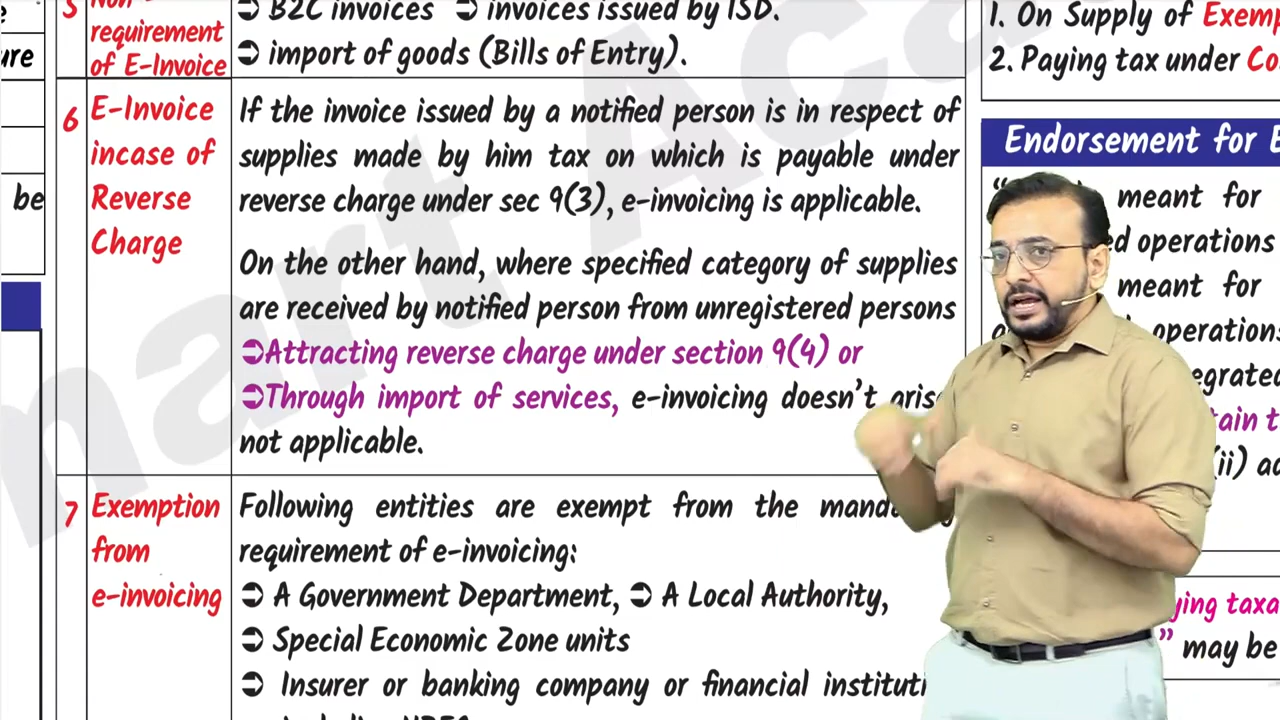 ure
be
5 Non-
requirement
of E-Invoice
➲ B2C invoices ➲ invoices issued by ISD.
➲ import of goods (Bills of Entry).
6 E-Invoice
incase of
Reverse
Charge
If the invoice issued by a notified person is in respect of
supplies made by him tax on which is payable under
reverse charge under sec 9(3), e-invoicing is applicable.
On the other hand, where specified category of supplies
are received by notified person from unregistered persons
➲Attracting reverse charge under section 9(4) or
➲Through import of services, e-invoicing doesn't
not applicable.
7 Exemption
from
e-invoicing
Following entities are exempt from the
requirement of e-invoicing:
➲ A Government Department, ➲ A Local Authority,
➲ Special Economic Zone units
➲ Insurer or banking company or financial
1. On Supply of
2. Paying tax under
Endorsement for
meant for
operations
meant for
operations
(ii)
” may be